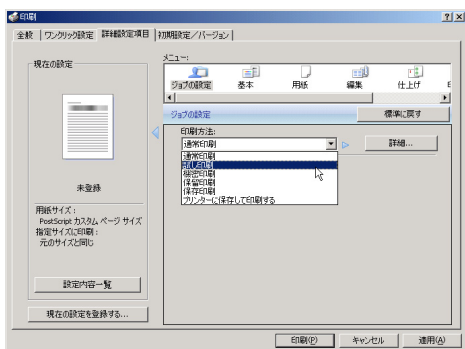 印刷
全般 ワンクリック設定 詳細設定項目 初期設定／バージョン
現在の設定
未登録
用紙サイズ：
PostScript カスタム ページ サイズ
指定サイズに印刷：
元のサイズと同じ
設定内容一覧
現在の設定を登録する...
メニュー：
ジョブの設定 基本 用紙 編集 仕上げ
ジョブの設定
標準に戻す
印刷方法：
通常印刷
詳細...
通常印刷
試し印刷
機密印刷
保留印刷
保存印刷
プリンターに保存して印刷する
印刷(P) キャンセル 適用(A)